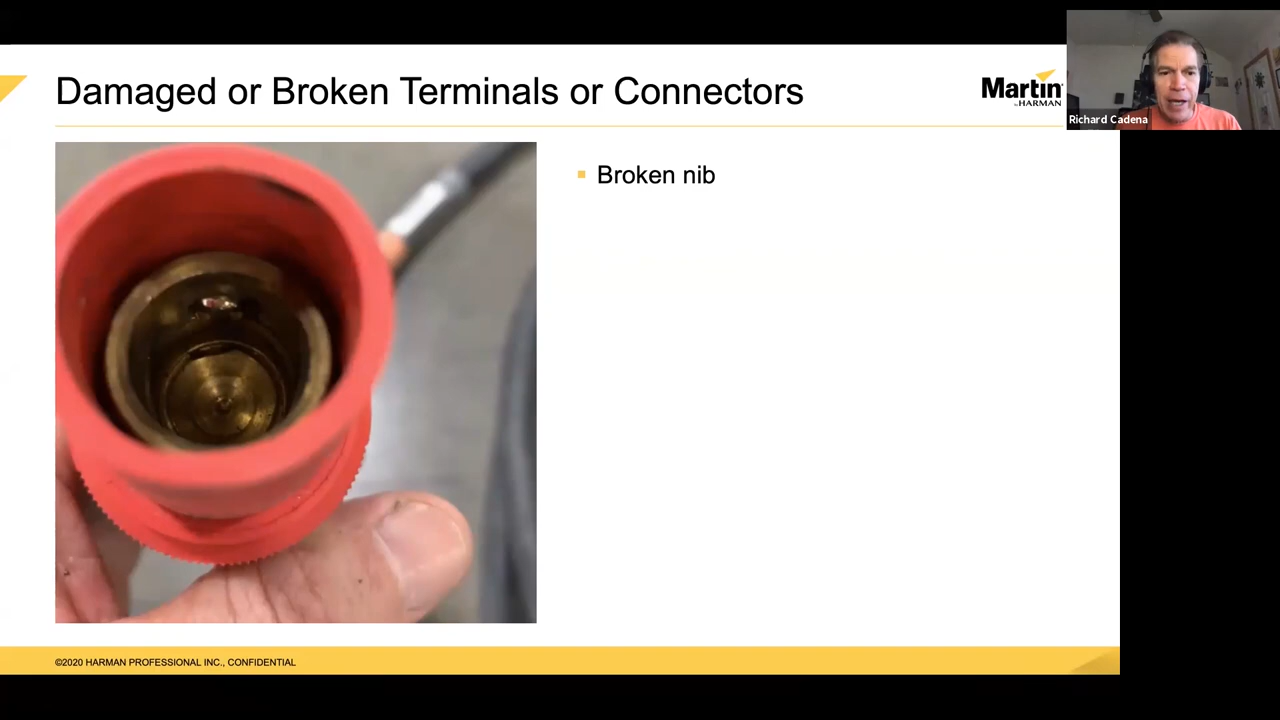 Damaged or Broken Terminals or Connectors
Martin
by HARMAN
Richard Cadena
Broken nib
©2020 HARMAN PROFESSIONAL INC., CONFIDENTIAL